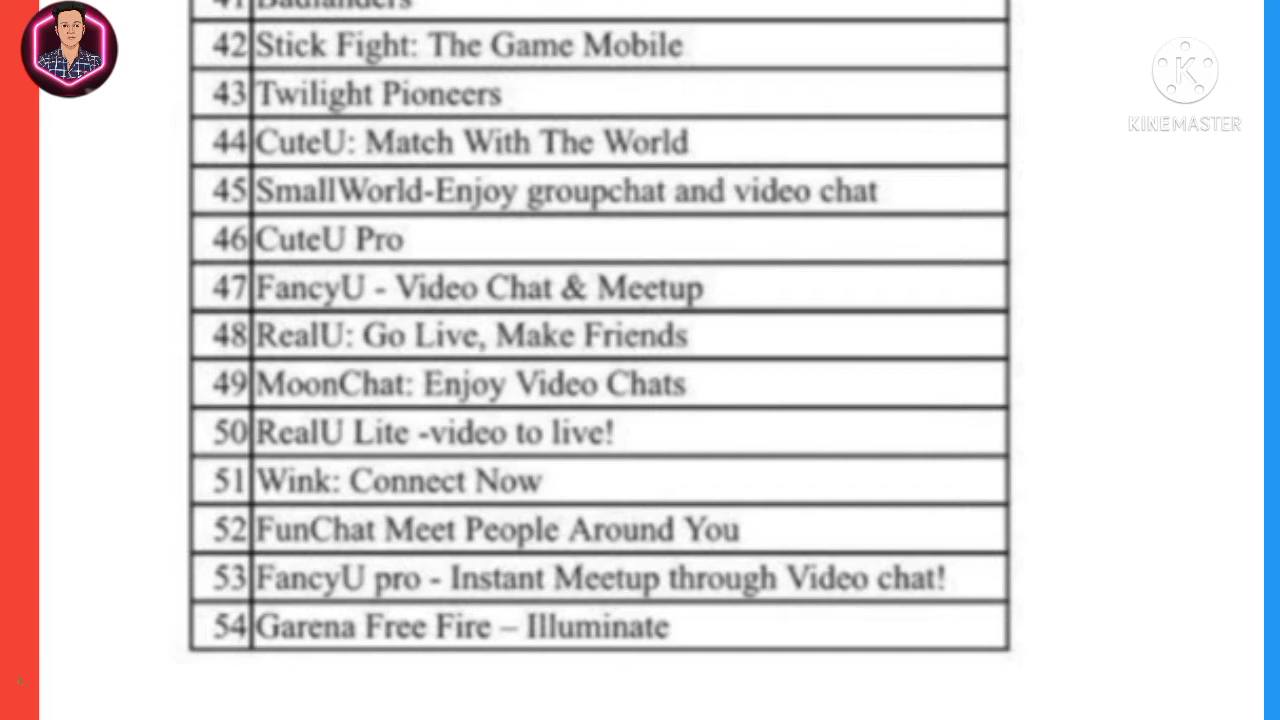 41 Badlanders
42 Stick Fight: The Game Mobile
43 Twilight Pioneers
44 CuteU: Match With The World
45 SmallWorld-Enjoy groupchat and video chat
46 CuteU Pro
47 FancyU - Video Chat & Meetup
48 RealU: Go Live, Make Friends
49 MoonChat: Enjoy Video Chats
50 RealU Lite -video to live!
51 Wink: Connect Now
52 FunChat Meet People Around You
53 FancyU pro - Instant Meetup through Video chat!
54 Garena Free Fire – Illuminate
K
KINEMASTER